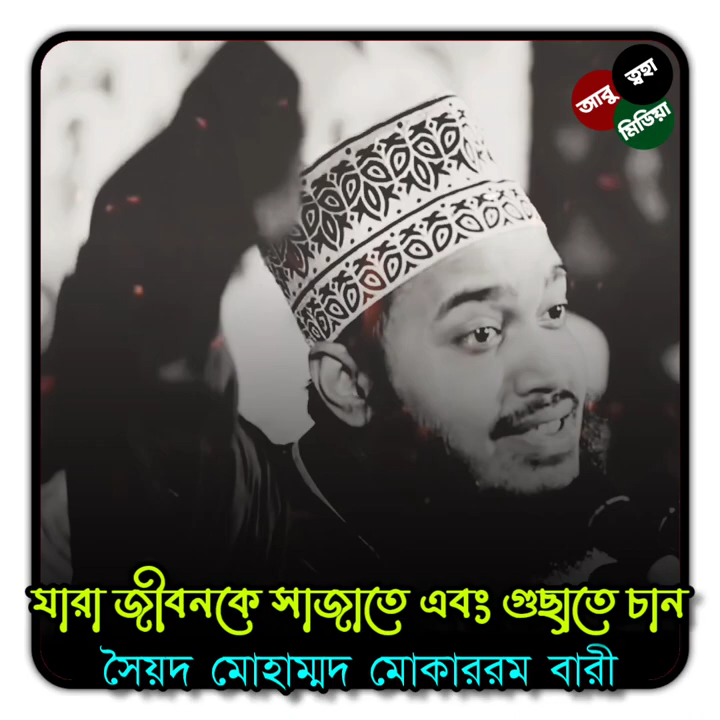 আবু
ত্বহা
মিডিয়া
যারা জীবনকে সাজাতে এবং গুছাতে চান
সৈয়দ মোহাম্মদ মোকাররম বারী